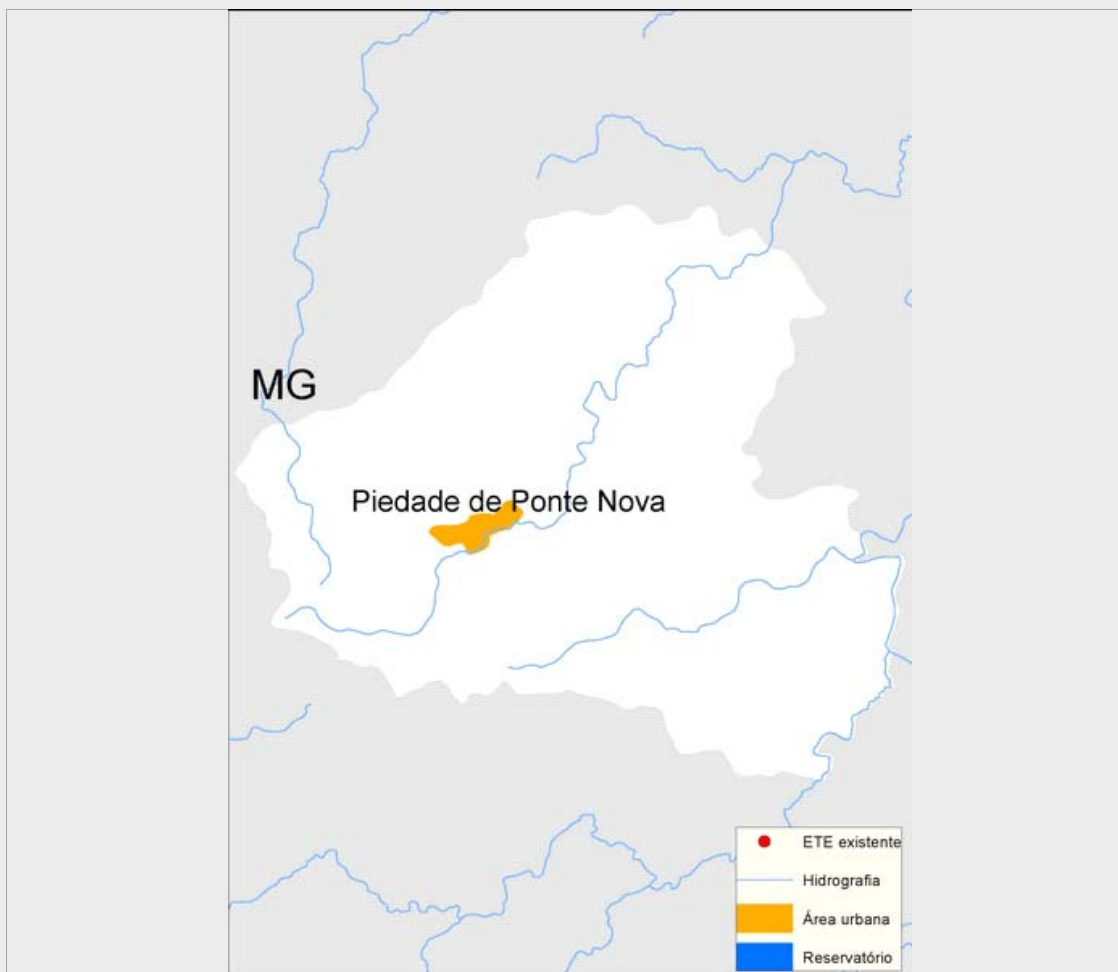 MG
Piedade de Ponte Nova
ETE existente
Hidrografia
Área urbana
Reservatório